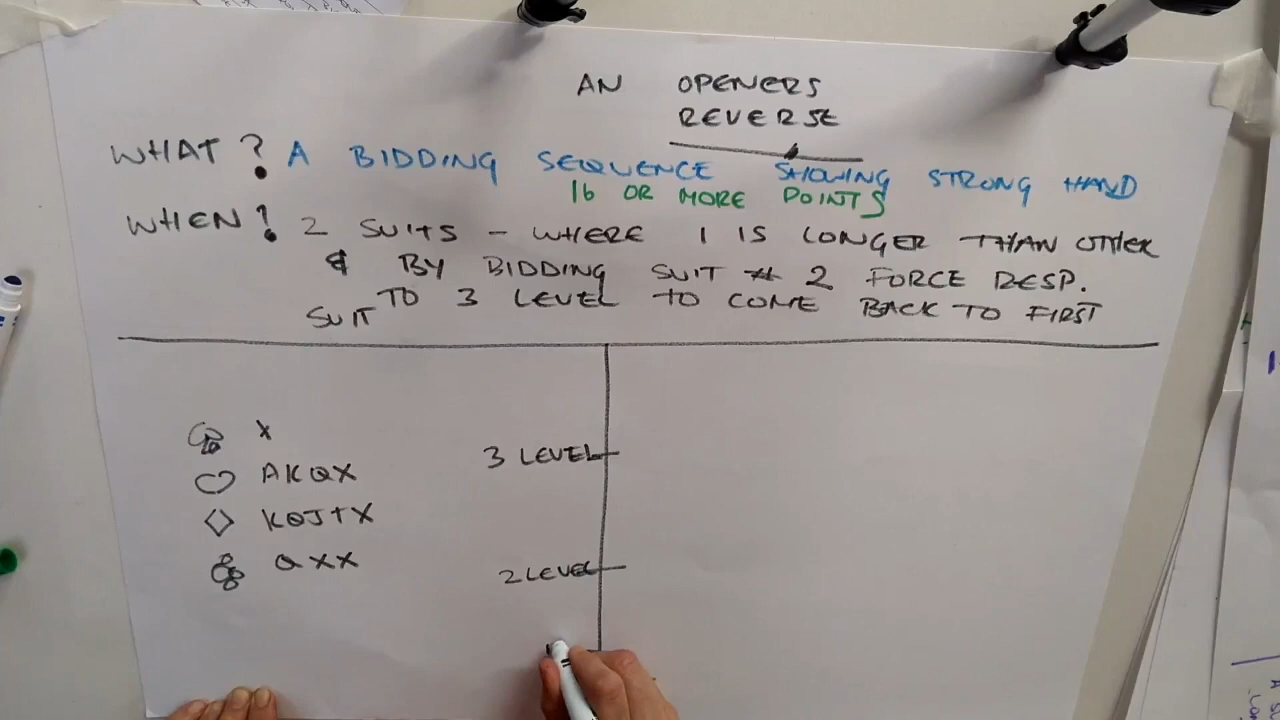 AN OPENERS
REVERSE
WHAT? A BIDDING SEQUENCE SHOWING STRONG HAND
16 OR MORE POINTS
WHEN? 2 SUITS - WHERE 1 IS LONGER THAN OTHER
& BY BIDDING SUIT # 2 FORCE RESP.
SUIT TO 3 LEVEL TO COME BACK TO FIRST
X
♡ AKQX
♢ KQJTX
♣ QXX
3 LEVEL
2 LEVEL